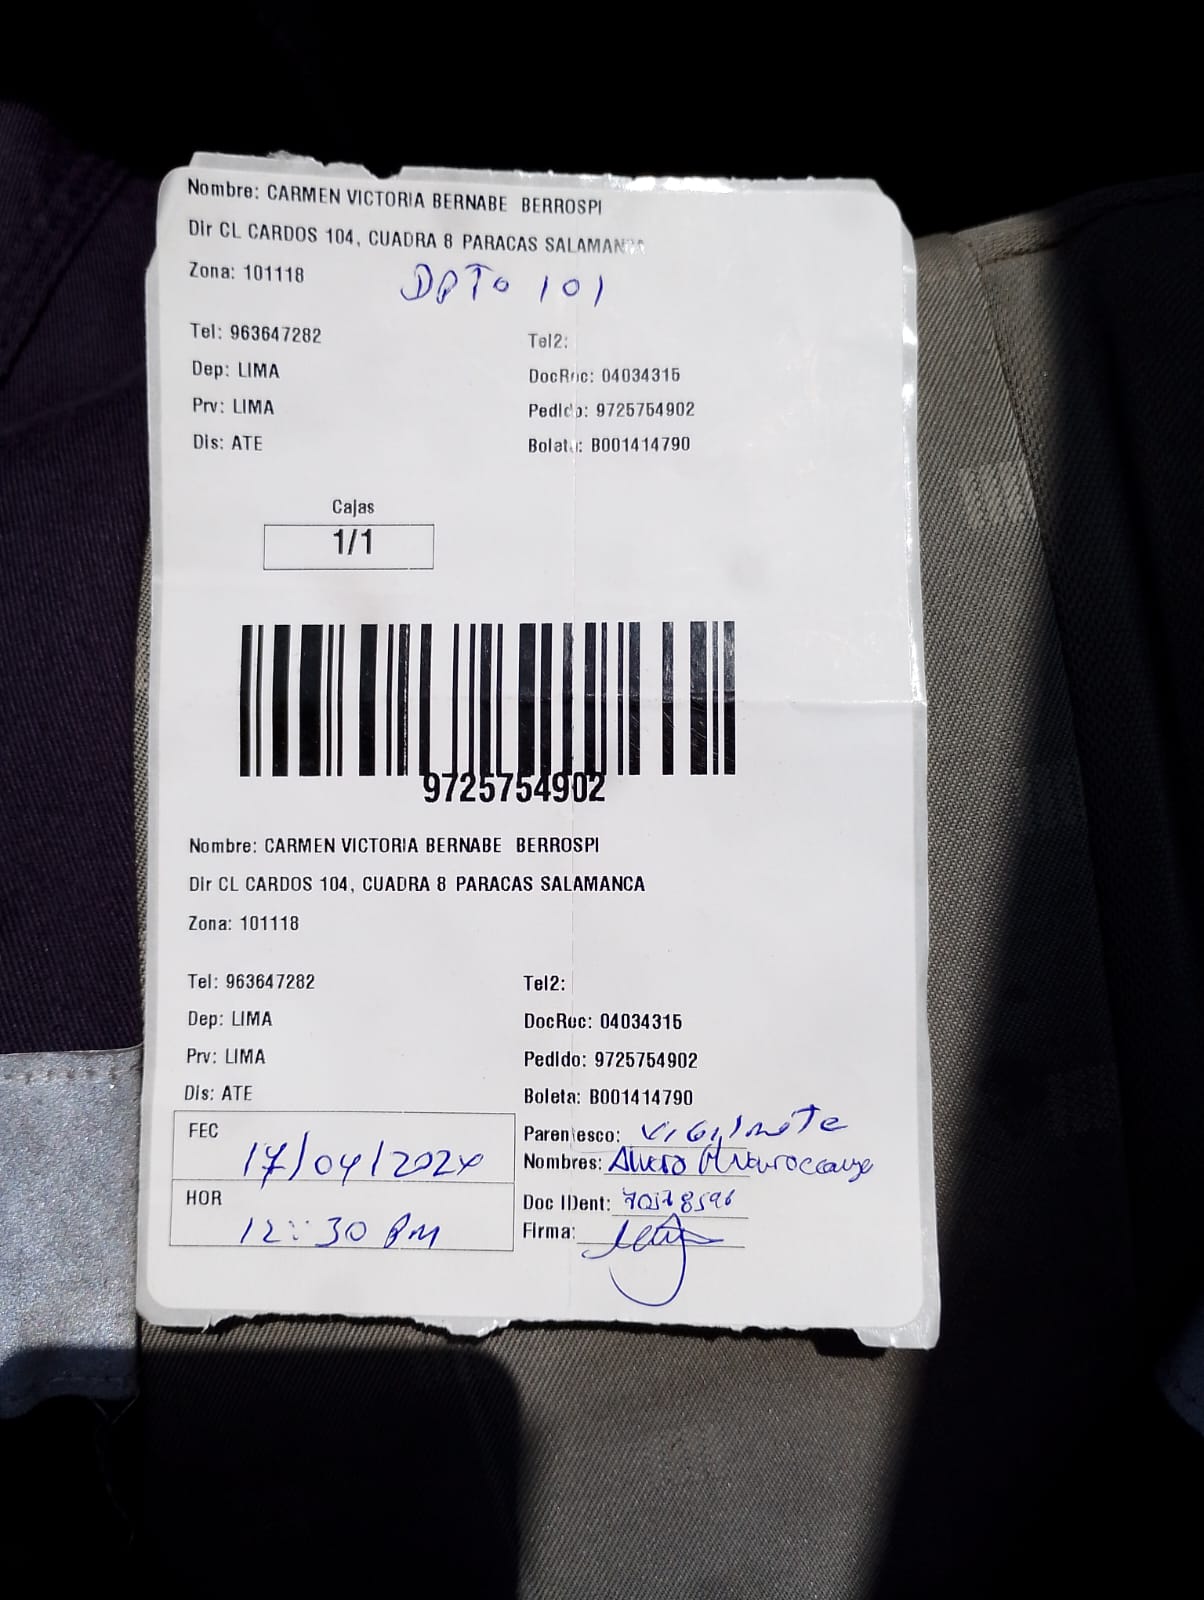 Nombre: CARMEN VICTORIA BERNABE BERROSPI
Dir CL CARDOS 104, CUADRA 8 PARACAS SALAMANCA
Zona: 101118
DPTO 101
Tel: 963647282 Tel2:
Dep: LIMA DocRec: 04034315
Prv: LIMA Pedido: 9725754902
Dis: ATE Boleta: B001414790
Cajas
1/1
9725754902
Nombre: CARMEN VICTORIA BERNABE BERROSPI
Dir CL CARDOS 104, CUADRA 8 PARACAS SALAMANCA
Zona: 101118
Tel: 963647282 Tel2:
Dep: LIMA DocRec: 04034315
Prv: LIMA Pedido: 9725754902
Dis: ATE Boleta: B001414790
FEC 17/04/2024
HOR 12:30 PM
Parentesco:
Nombres:
Doc IDent:
Firma: